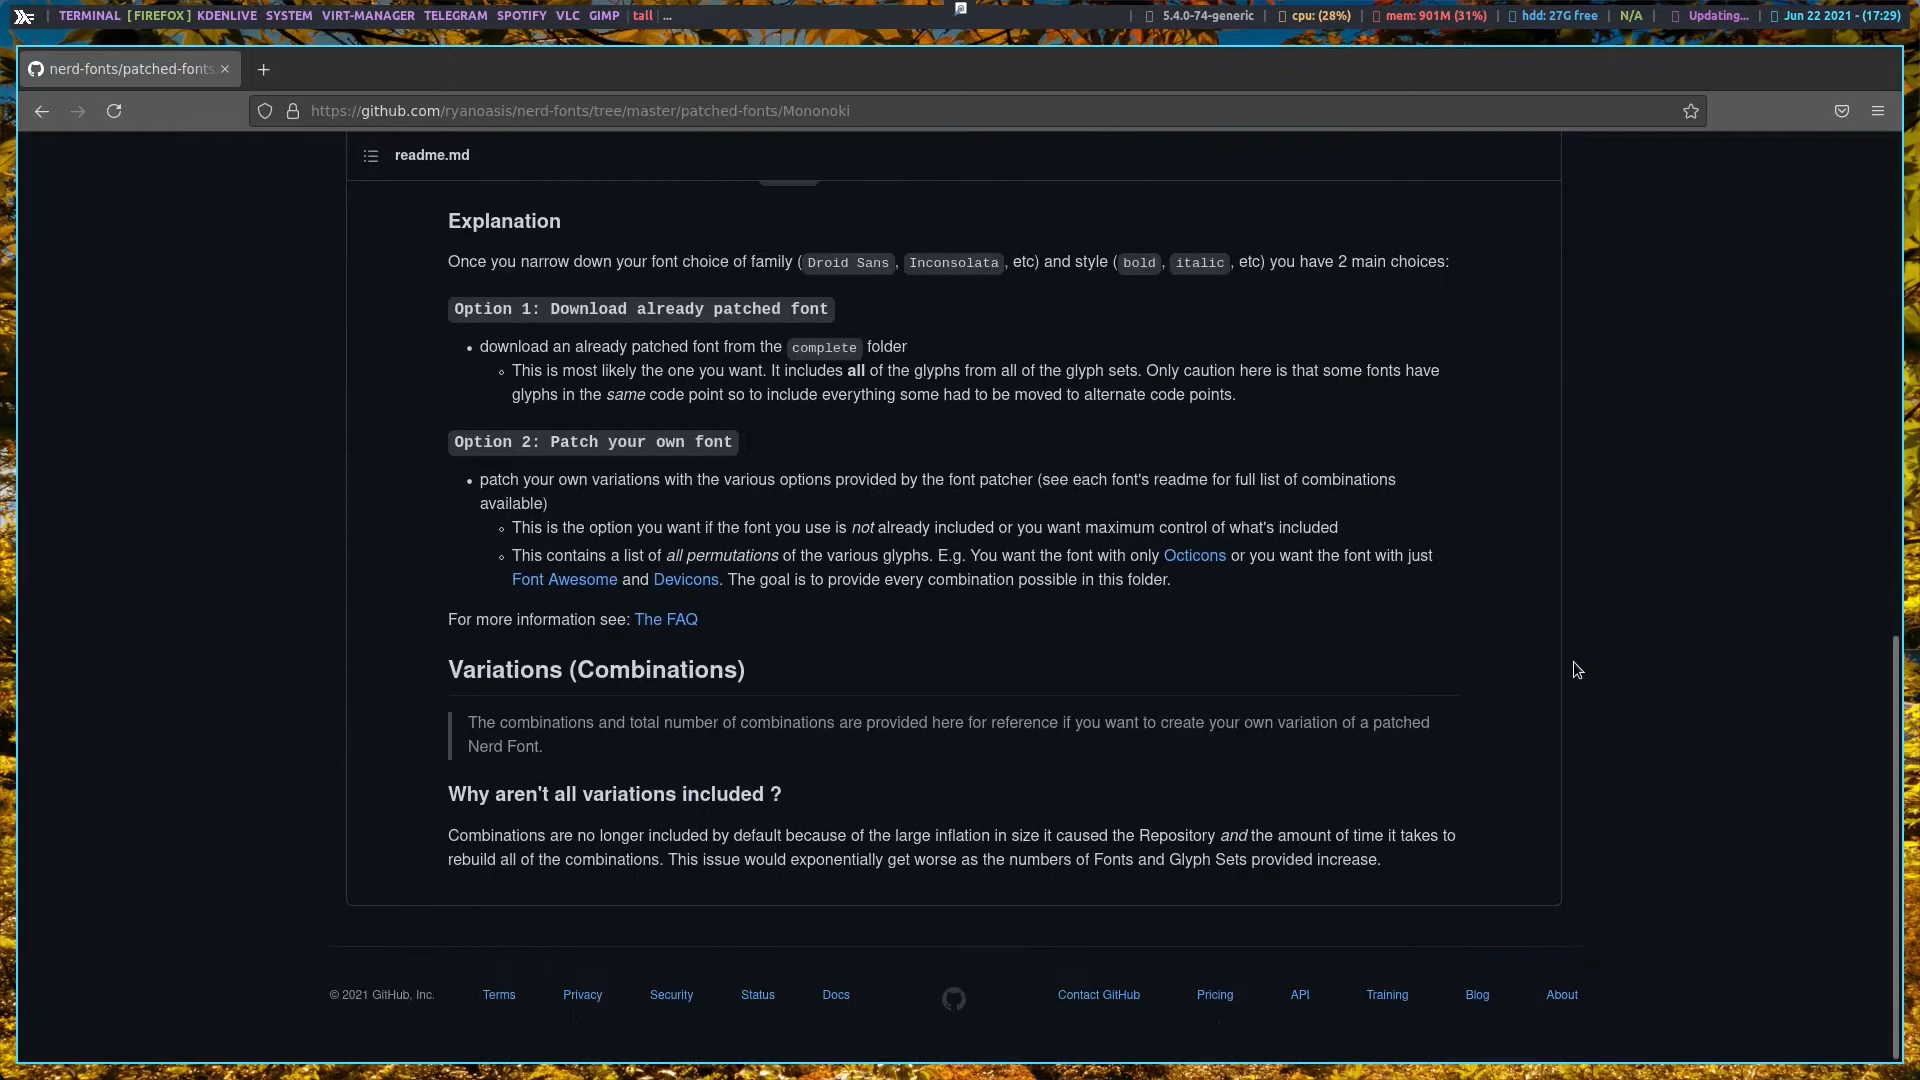 TERMINAL [FIREFOX] KDENLIVE SYSTEM VIRT-MANAGER TELEGRAM SPOTIFY VLC GIMP | tall | ... | 5.4.0-74-generic | cpu: (28%) | mem: 901M (31%) | hdd: 27G free | N/A | Updating... | Jun 22 2021 - (17:29)
nerd-fonts/patched-fonts
https://github.com/ryanoasis/nerd-fonts/tree/master/patched-fonts/Mononoki
readme.md
Explanation
Once you narrow down your font choice of family (Droid Sans, Inconsolata, etc) and style (bold, italic, etc) you have 2 main choices:
Option 1: Download already patched font
• download an already patched font from the complete folder
◦ This is most likely the one you want. It includes all of the glyphs from all of the glyph sets. Only caution here is that some fonts have
glyphs in the same code point so to include everything some had to be moved to alternate code points.
Option 2: Patch your own font
• patch your own variations with the various options provided by the font patcher (see each font's readme for full list of combinations
available)
◦ This is the option you want if the font you use is not already included or you want maximum control of what's included
◦ This contains a list of all permutations of the various glyphs. E.g. You want the font with only Octicons or you want the font with just
Font Awesome and Devicons. The goal is to provide every combination possible in this folder.
For more information see: The FAQ
Variations (Combinations)
The combinations and total number of combinations are provided here for reference if you want to create your own variation of a patched
Nerd Font.
Why aren't all variations included ?
Combinations are no longer included by default because of the large inflation in size it caused the Repository and the amount of time it takes to
rebuild all of the combinations. This issue would exponentially get worse as the numbers of Fonts and Glyph Sets provided increase.
© 2021 GitHub, Inc. Terms Privacy Security Status Docs Contact GitHub Pricing API Training Blog About